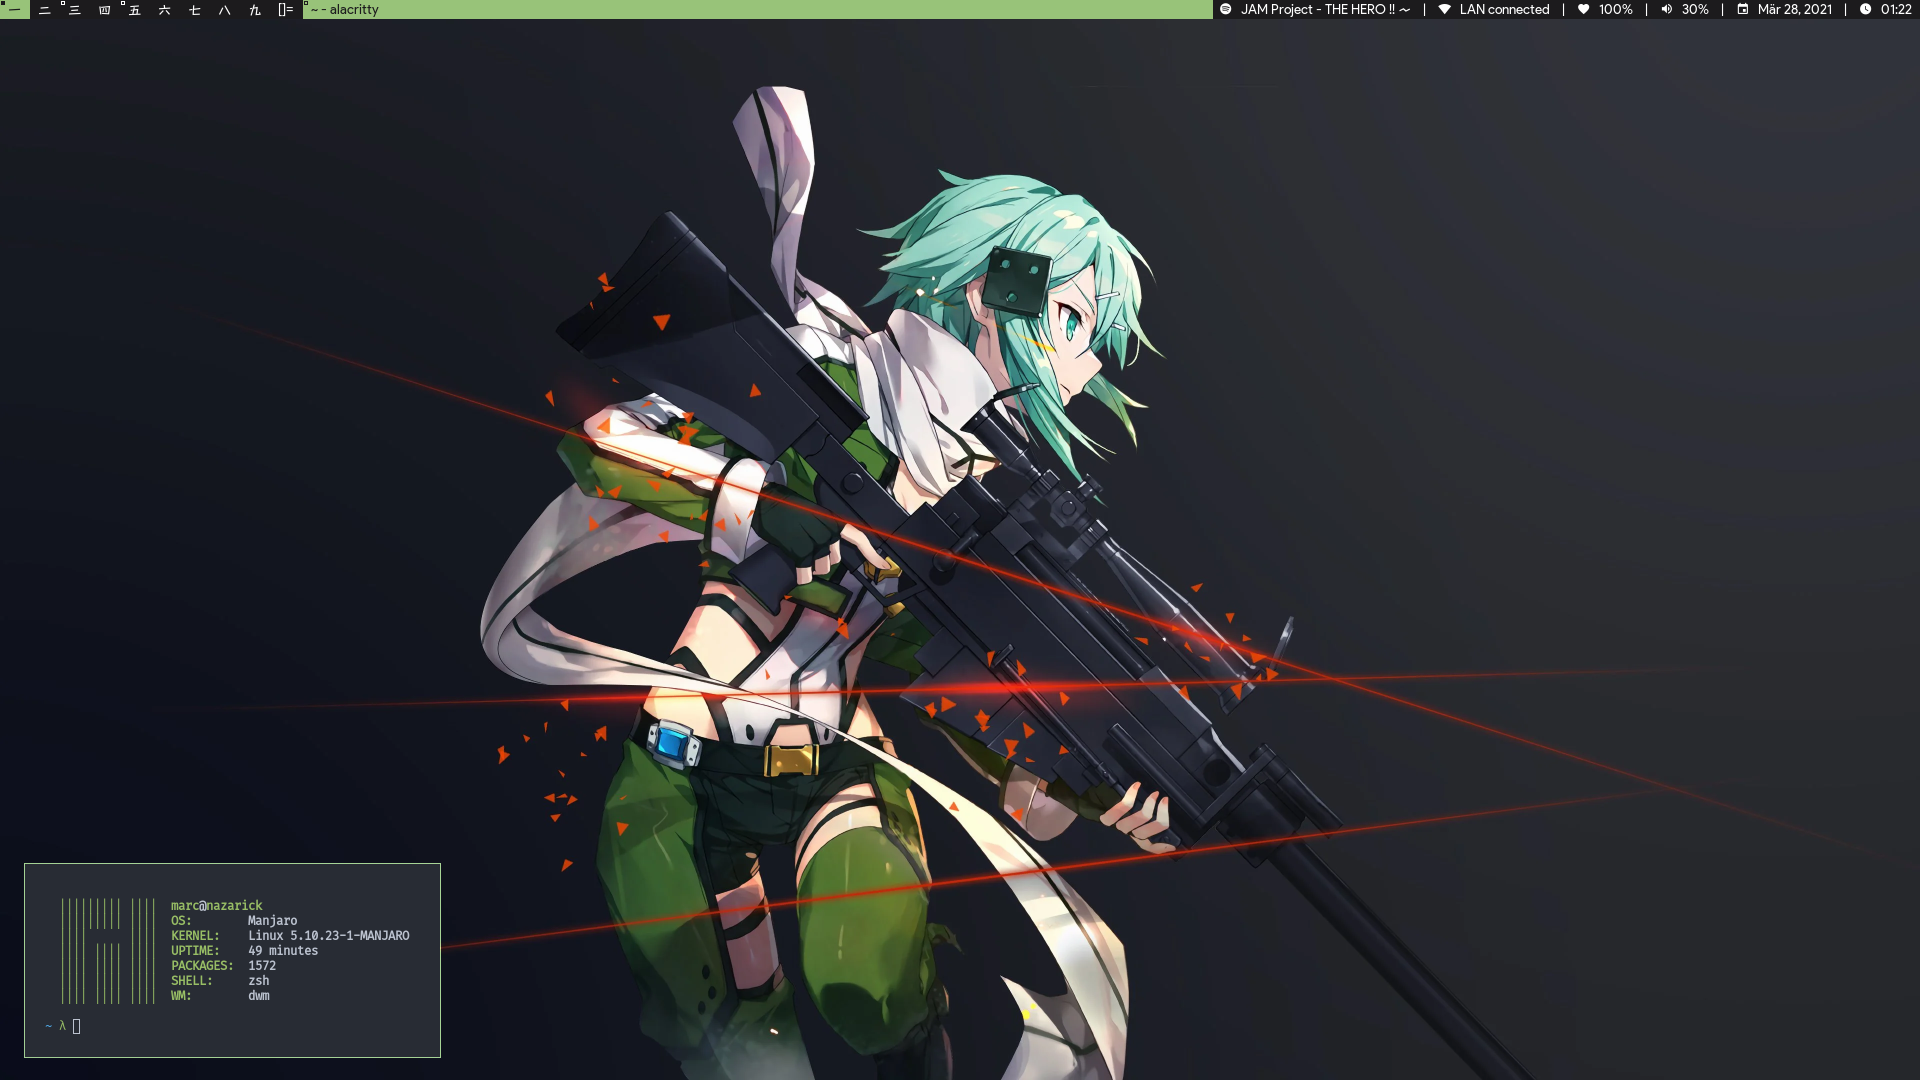 一 二 三 四 五 六 七 八 九 []= ~ - alacritty JAM Project - THE HERO !! ～ | LAN connected | 100% | 30% | Mär 28, 2021 | 01:22
marc@nazarick
OS: Manjaro
KERNEL: Linux 5.10.23-1-MANJARO
UPTIME: 49 minutes
PACKAGES: 1572
SHELL: zsh
WM: dwm
~ λ